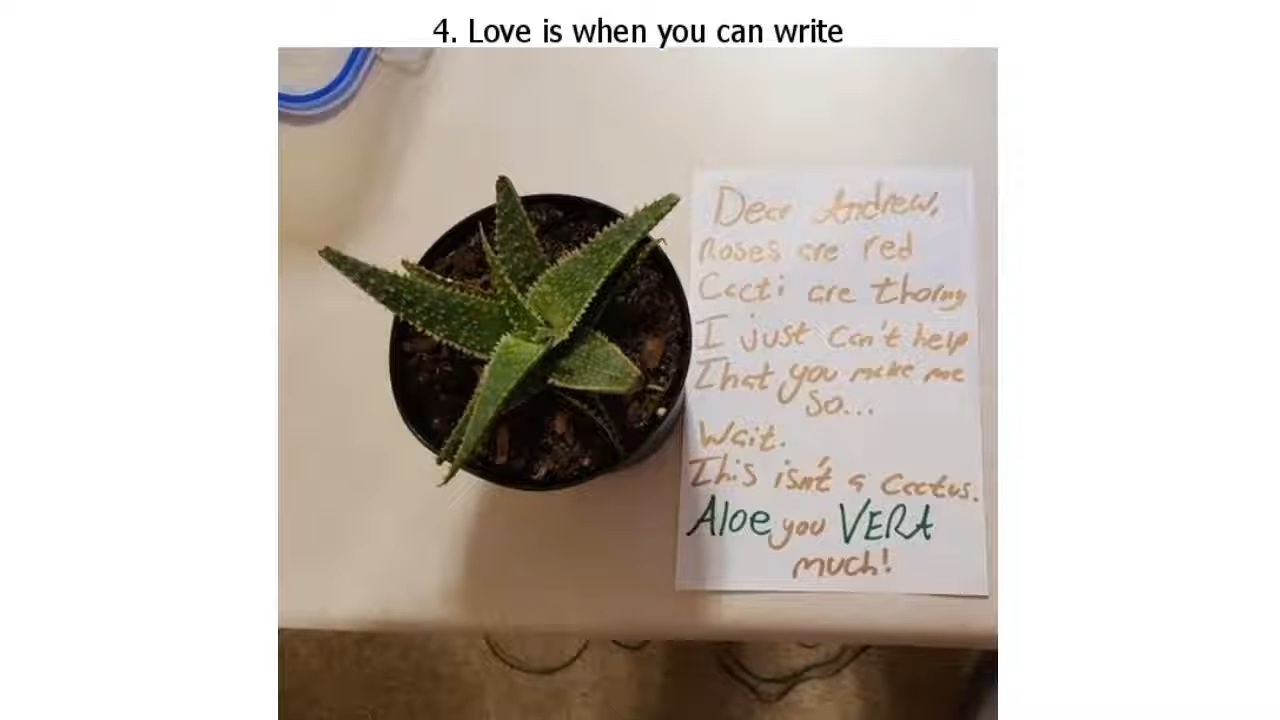 4. Love is when you can write
Dear Andrew,
Roses are red
Cacti are thorny
I just can't help
That you make me
so...
Wait.
This isn't a cactus.
Aloe you VERA
much!